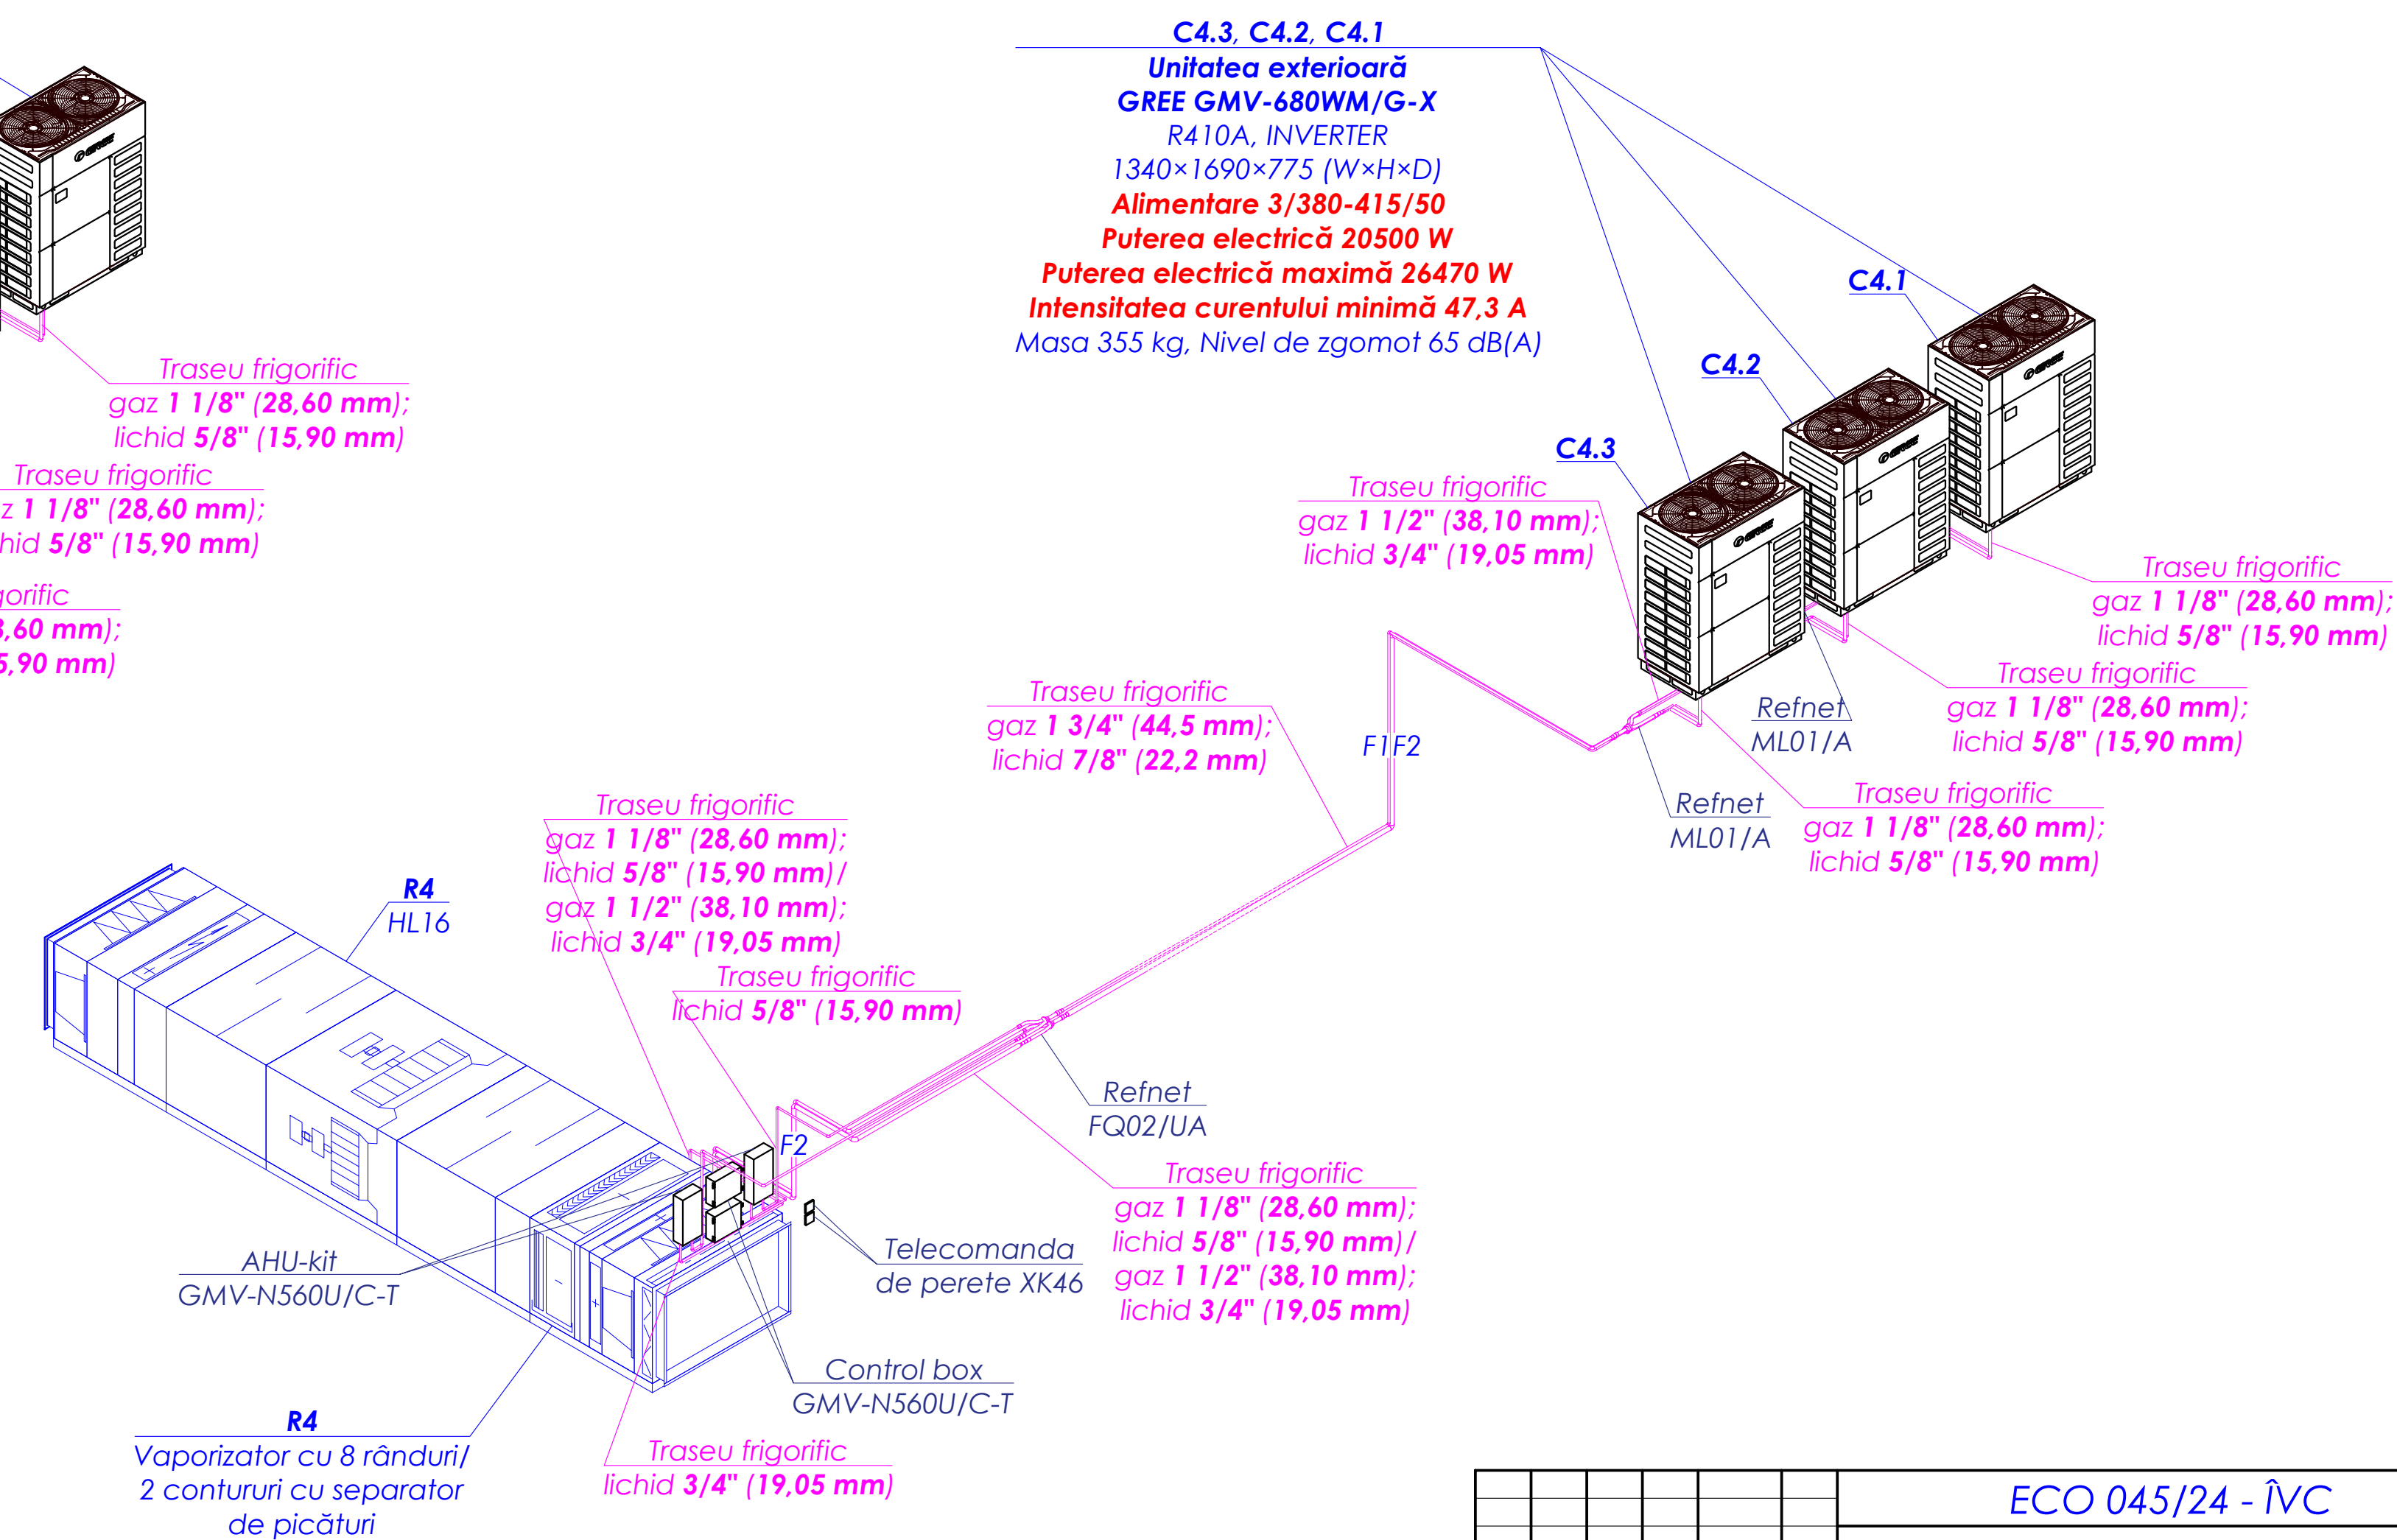 C4.3, C4.2, C4.1
Unitatea exterioară
GREE GMV-680WM/G-X
R410A, INVERTER
1340×1690×775 (W×H×D)
Alimentare 3/380-415/50
Puterea electrică 20500 W
Puterea electrică maximă 26470 W
Intensitatea curentului minimă 47,3 A
Masa 355 kg, Nivel de zgomot 65 dB(A)
GREE
Traseu frigorific
gaz 1 1/8" (28,60 mm);
lichid 5/8" (15,90 mm)
Traseu frigorific
z 1 1/8" (28,60 mm);
hid 5/8" (15,90 mm)
gorific
,60 mm);
5,90 mm)
C4.1
C4.2
C4.3
GREE
GREE
GREE
Traseu frigorific
gaz 1 1/2" (38,10 mm);
lichid 3/4" (19,05 mm)
Traseu frigorific
gaz 1 1/8" (28,60 mm);
lichid 5/8" (15,90 mm)
Traseu frigorific
gaz 1 1/8" (28,60 mm);
lichid 5/8" (15,90 mm)
Refnet
ML01/A
Traseu frigorific
gaz 1 3/4" (44,5 mm);
lichid 7/8" (22,2 mm)
F1 F2
Refnet
ML01/A
Traseu frigorific
gaz 1 1/8" (28,60 mm);
lichid 5/8" (15,90 mm)
Traseu frigorific
gaz 1 1/8" (28,60 mm);
lichid 5/8" (15,90 mm)/
gaz 1 1/2" (38,10 mm);
lichid 3/4" (19,05 mm)
R4
HL16
Traseu frigorific
lichid 5/8" (15,90 mm)
Refnet
FQ02/UA
F2
Traseu frigorific
gaz 1 1/8" (28,60 mm);
lichid 5/8" (15,90 mm)/
gaz 1 1/2" (38,10 mm);
lichid 3/4" (19,05 mm)
AHU-kit
GMV-N560U/C-T
Telecomanda
de perete XK46
Control box
GMV-N560U/C-T
R4
Vaporizator cu 8 rânduri/
2 contururi cu separator
de picături
Traseu frigorific
lichid 3/4" (19,05 mm)
ECO 045/24 - ÎVC